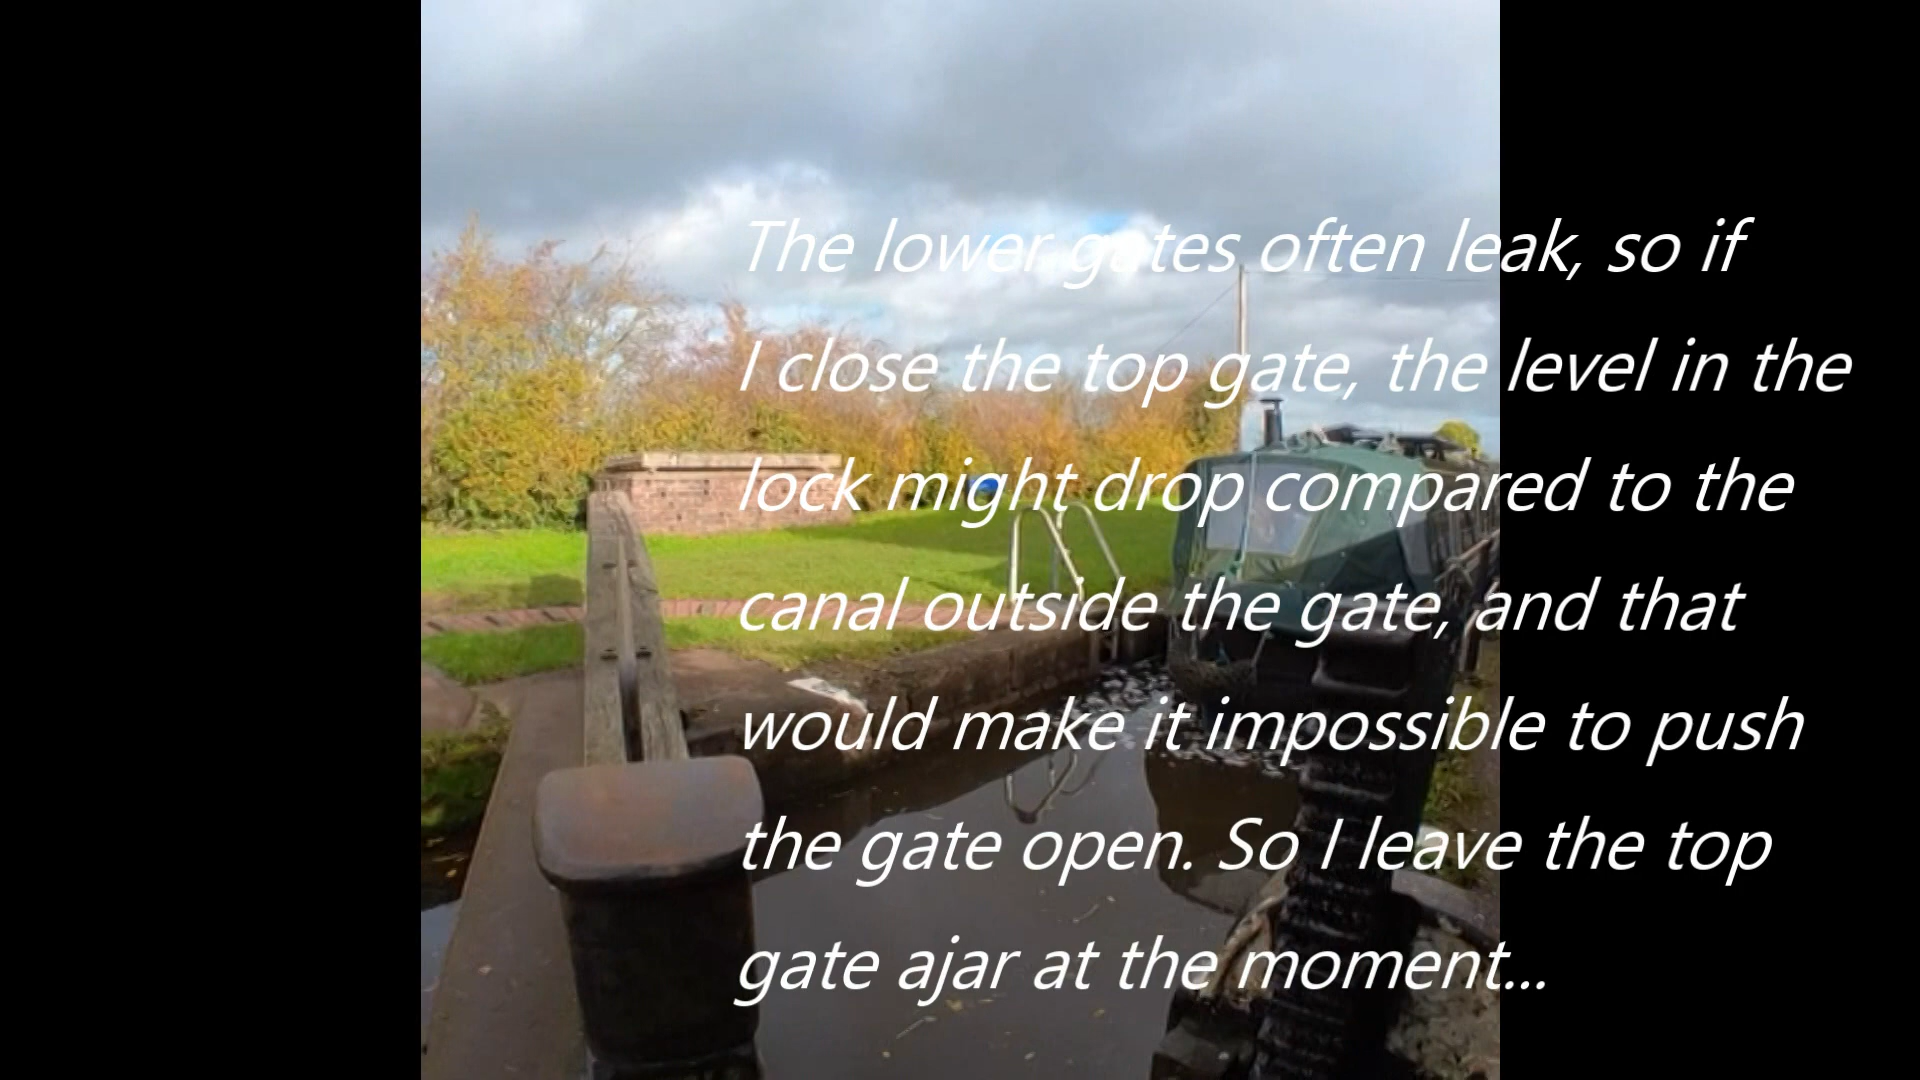 The lower gates often leak, so if
I close the top gate, the level in the
lock might drop compared to the
canal outside the gate, and that
would make it impossible to push
the gate open. So I leave the top
gate ajar at the moment...